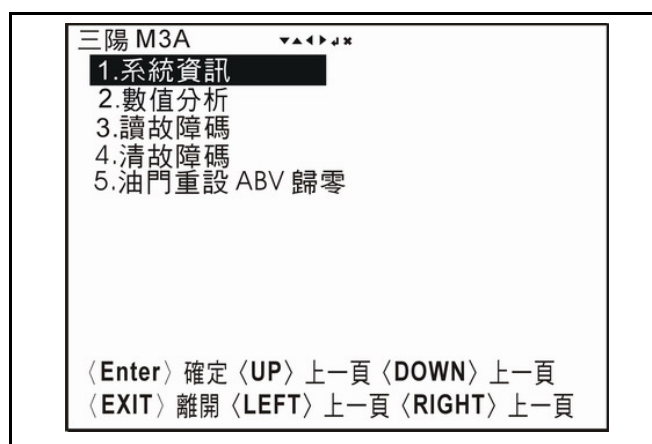 三陽 M3A ▼▲◀▶↲✖
1.系統資訊
2.數值分析
3.讀故障碼
4.清故障碼
5.油門重設 ABV 歸零
〈Enter〉確定〈UP〉上一頁〈DOWN〉上一頁
〈EXIT〉離開〈LEFT〉上一頁〈RIGHT〉上一頁